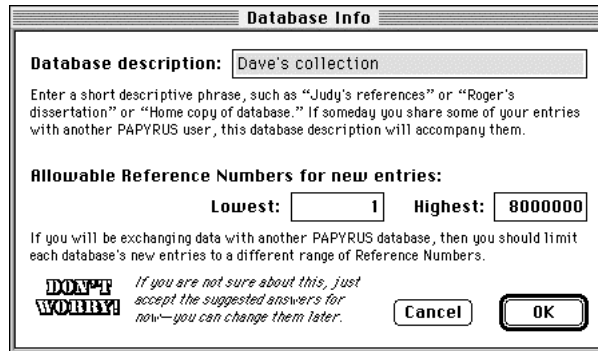 Database Info
Database description: Dave's collection
Enter a short descriptive phrase, such as “Judy's references” or “Roger's
dissertation” or “Home copy of database.” If someday you share some of your entries
with another PAPYRUS user, this database description will accompany them.
Allowable Reference Numbers for new entries:
Lowest: 1 Highest: 8000000
If you will be exchanging data with another PAPYRUS database, then you should limit
each database's new entries to a different range of Reference Numbers.
DON'T
WORRY!
If you are not sure about this, just
accept the suggested answers for
now—you can change them later.
Cancel OK